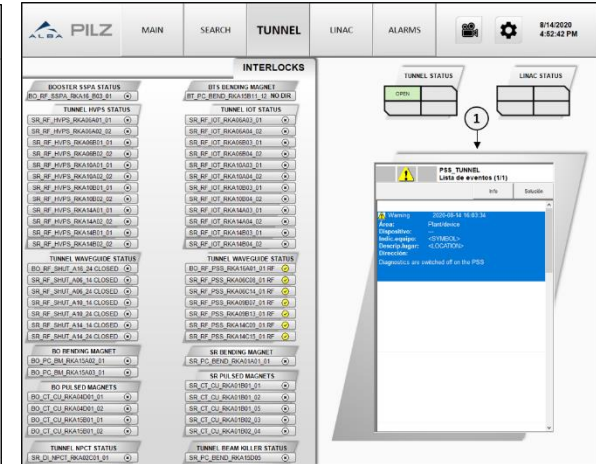 ALBA PILZ MAIN SEARCH TUNNEL LINAC ALARMS 8/14/2020
4:52:42 PM
INTERLOCKS
BOOSTER SSPA STATUS
BO_RF_SSPA_RKA16_B03_01
TUNNEL HVPS STATUS
SR_RF_HVPS_RKA06A01_01
SR_RF_HVPS_RKA06A02_02
SR_RF_HVPS_RKA06B01_01
SR_RF_HVPS_RKA06B02_02
SR_RF_HVPS_RKA10A01_01
SR_RF_HVPS_RKA10A02_02
SR_RF_HVPS_RKA10B01_01
SR_RF_HVPS_RKA10B02_02
SR_RF_HVPS_RKA14A01_01
SR_RF_HVPS_RKA14A02_02
SR_RF_HVPS_RKA14B01_01
SR_RF_HVPS_RKA14B02_02
TUNNEL WAVEGUIDE STATUS
BO_RF_SHUT_A16_24 CLOSED
SR_RF_SHUT_A06_14 CLOSED
SR_RF_SHUT_A06_24 CLOSED
SR_RF_SHUT_A10_14 CLOSED
SR_RF_SHUT_A10_24 CLOSED
SR_RF_SHUT_A14_14 CLOSED
SR_RF_SHUT_A14_24 CLOSED
BO BENDING MAGNET
BO_PC_BM_RKA15A02_01
BO_PC_BM_RKA15A03_01
BO PULSED MAGNETS
BO_CT_CU_RKA04D01_01
BO_CT_CU_RKA04D01_02
BO_CT_CU_RKA15B01_01
BO_CT_CU_RKA15B01_02
TUNNEL NPCT STATUS
SR_DI_NPCT_RKA02C01_01
BTS BENDING MAGNET
BT_PC_BEND_RKA15B11_12 NO DIR.
TUNNEL IOT STATUS
SR_RF_IOT_RKA06A03_01
SR_RF_IOT_RKA06A04_02
SR_RF_IOT_RKA06B03_01
SR_RF_IOT_RKA06B04_02
SR_RF_IOT_RKA10A03_01
SR_RF_IOT_RKA10A04_02
SR_RF_IOT_RKA10B03_01
SR_RF_IOT_RKA10B04_02
SR_RF_IOT_RKA14A03_01
SR_RF_IOT_RKA14A04_02
SR_RF_IOT_RKA14B03_01
SR_RF_IOT_RKA14B04_02
TUNNEL WAVEGUIDE STATUS
BO_RF_PSS_RKA16A01_01 RF
SR_RF_PSS_RKA06C08_01 RF
SR_RF_PSS_RKA06C14_01 RF
SR_RF_PSS_RKA09B07_01 RF
SR_RF_PSS_RKA09B13_01 RF
SR_RF_PSS_RKA14C09_01 RF
SR_RF_PSS_RKA14C15_01 RF
SR BENDING MAGNET
SR_PC_BEND_RKA01A01_01
SR PULSED MAGNETS
SR_CT_CU_RKA01B01_01
SR_CT_CU_RKA01B01_02
SR_CT_CU_RKA01B02_03
SR_CT_CU_RKA01B02_04
TUNNEL BEAM KILLER STATUS
SR_PC_BEND_RKA15D05
TUNNEL STATUS
OPEN
LINAC STATUS
1
PSS_TUNNEL
Lista de eventos (1/1)
Info Solución
Warning 2020-08-14 16:03:34
Área: Plant/device
Dispositivo: ---
Indic.equipo: <SYMBOL>
Descrip.lugar: <LOCATION>
Dirección:
Diagnostics are switched off on the PSS